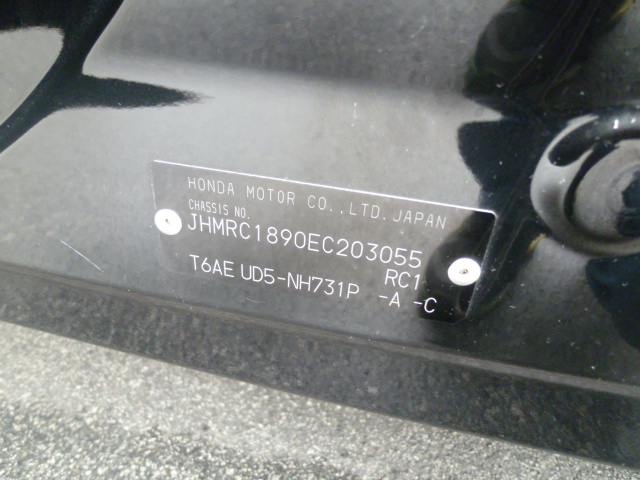 HONDA MOTOR CO.,LTD.JAPAN
CHASSIS NO.
JHMRC1890EC203055
RC1
T6AE UD5-NH731P -A -C